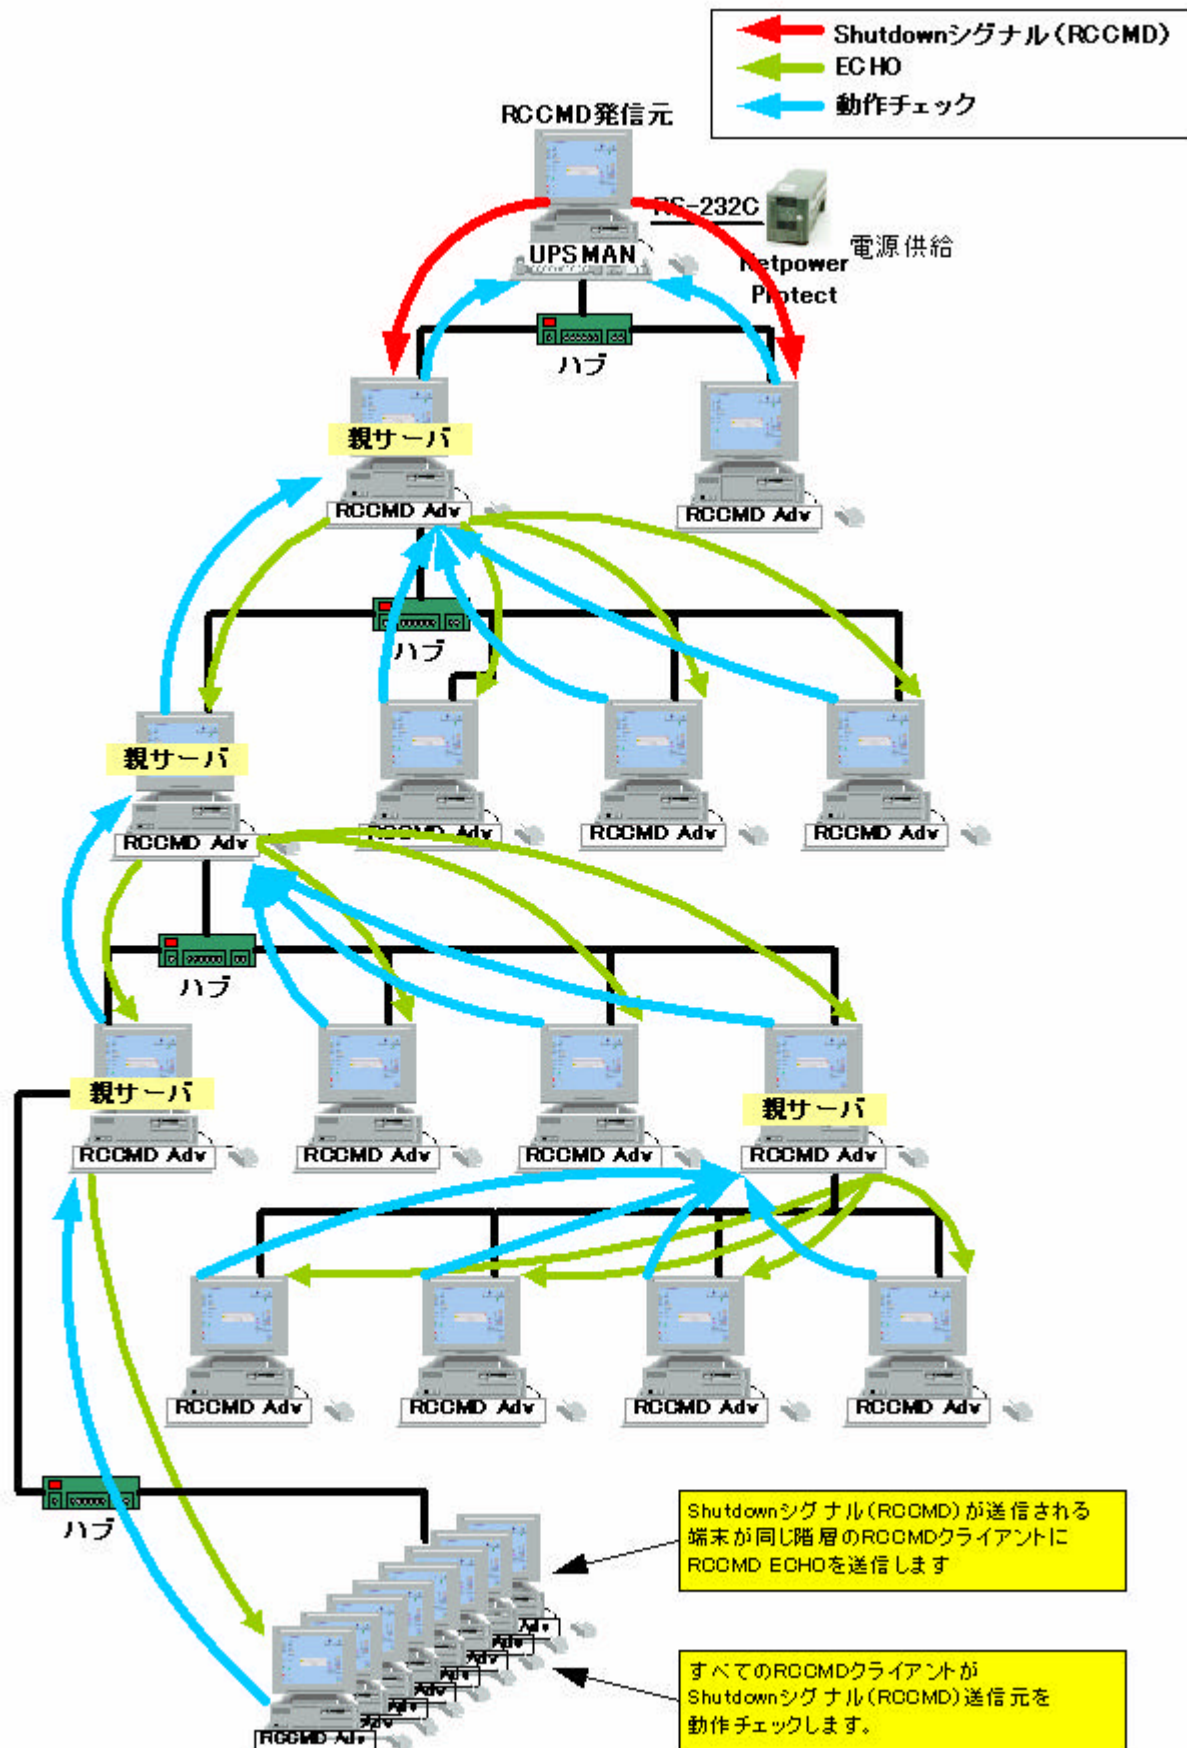 Shutdownシグナル(RCCMD)
ECHO
動作チェック
RCCMD発信元
RS-232C
UPSMAN
電源供給
Netpower
Protect
ハブ
親サーバ
RCCMD Adv
RCCMD Adv
ハブ
親サーバ
RCCMD Adv
RCCMD Adv
RCCMD Adv
RCCMD Adv
ハブ
親サーバ
親サーバ
RCCMD Adv
RCCMD Adv
RCCMD Adv
RCCMD Adv
RCCMD Adv
RCCMD Adv
RCCMD Adv
RCCMD Adv
ハブ
Shutdownシグナル(RCCMD)が送信される
端末が同じ階層のRCCMDクライアントに
RCCMD ECHOを送信します
Adv
Adv
Adv
Adv
Adv
Adv
Adv
RCCMD Adv
すべてのRCCMDクライアントが
Shutdownシグナル(RCCMD)送信元を
動作チェックします。